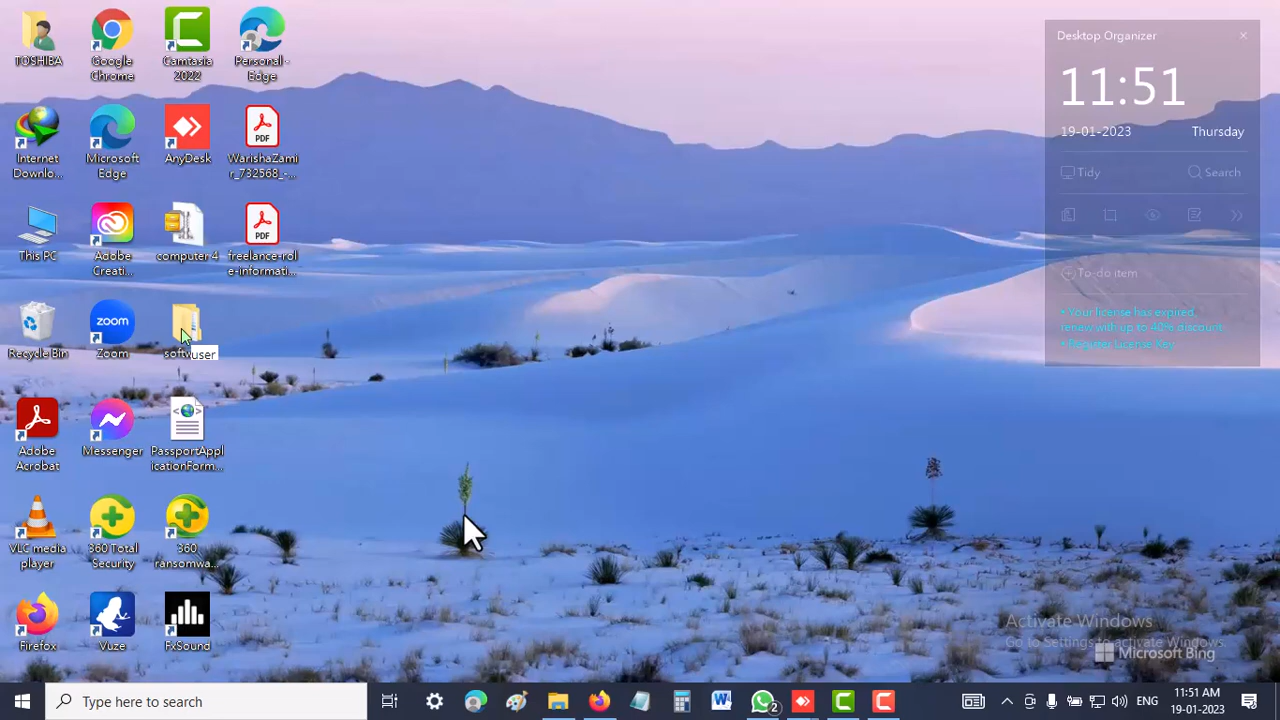 TOSHIBA
Google
Chrome
Camtasia
2022
Personal -
Edge
Internet
Downlo...
Microsoft
Edge
AnyDesk
PDF
WarishaZami
r_732568_-...
This PC
Adobe
Creati...
computer 4
PDF
freelance-rol
e-informati...
Recycle Bin
zoom
Zoom
user
Adobe
Acrobat
Messenger
PassportAppl
icationForm...
VLC media
player
360 Total
Security
360
ransomwa...
Firefox
Vuze
FxSound
Desktop Organizer
11:51
19-01-2023 Thursday
Tidy Search
To-do item
• Your license has expired,
renew with up to 40% discount.
• Register License Key
Activate Windows
Go to Settings to activate Windows.
Microsoft Bing
Type here to search
W
2
ENG
11:51 AM
19-01-2023